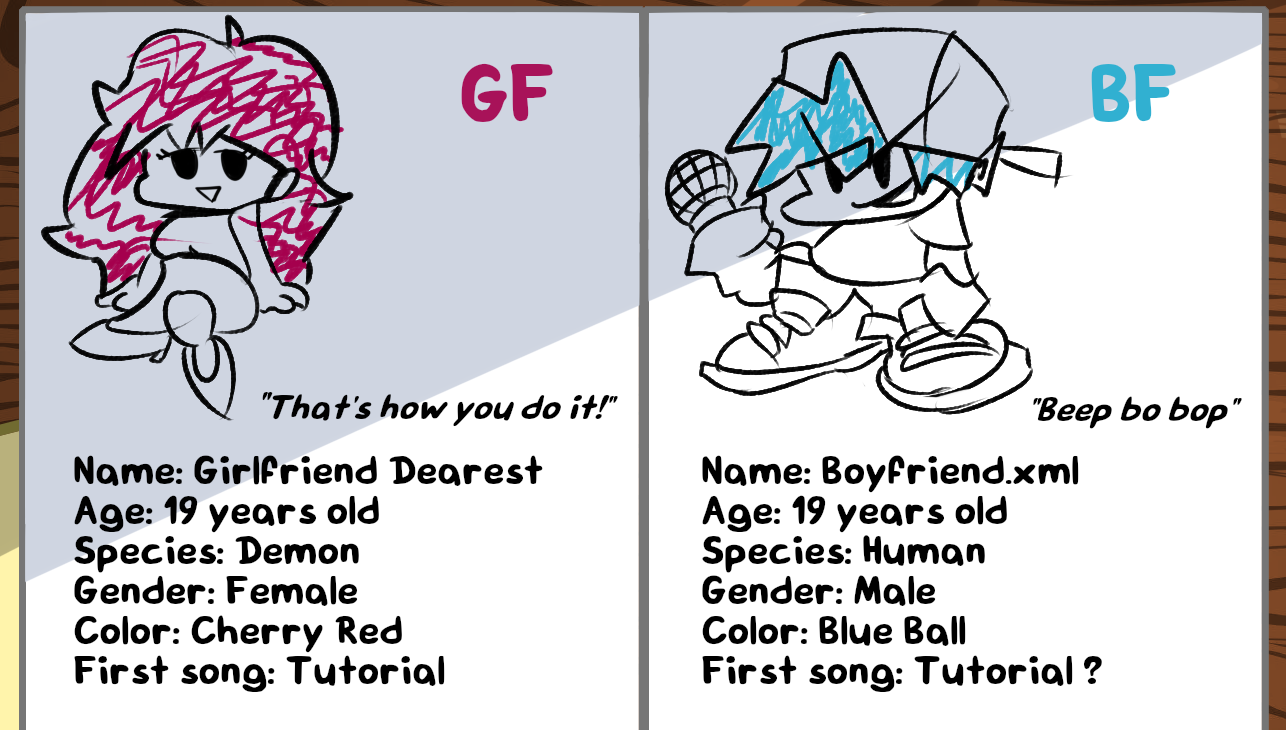 GF
"That's how you do it!"
Name: Girlfriend Dearest
Age: 19 years old
Species: Demon
Gender: Female
Color: Cherry Red
First song: Tutorial
BF
"Beep bo bop"
Name: Boyfriend.xml
Age: 19 years old
Species: Human
Gender: Male
Color: Blue Ball
First song: Tutorial ?